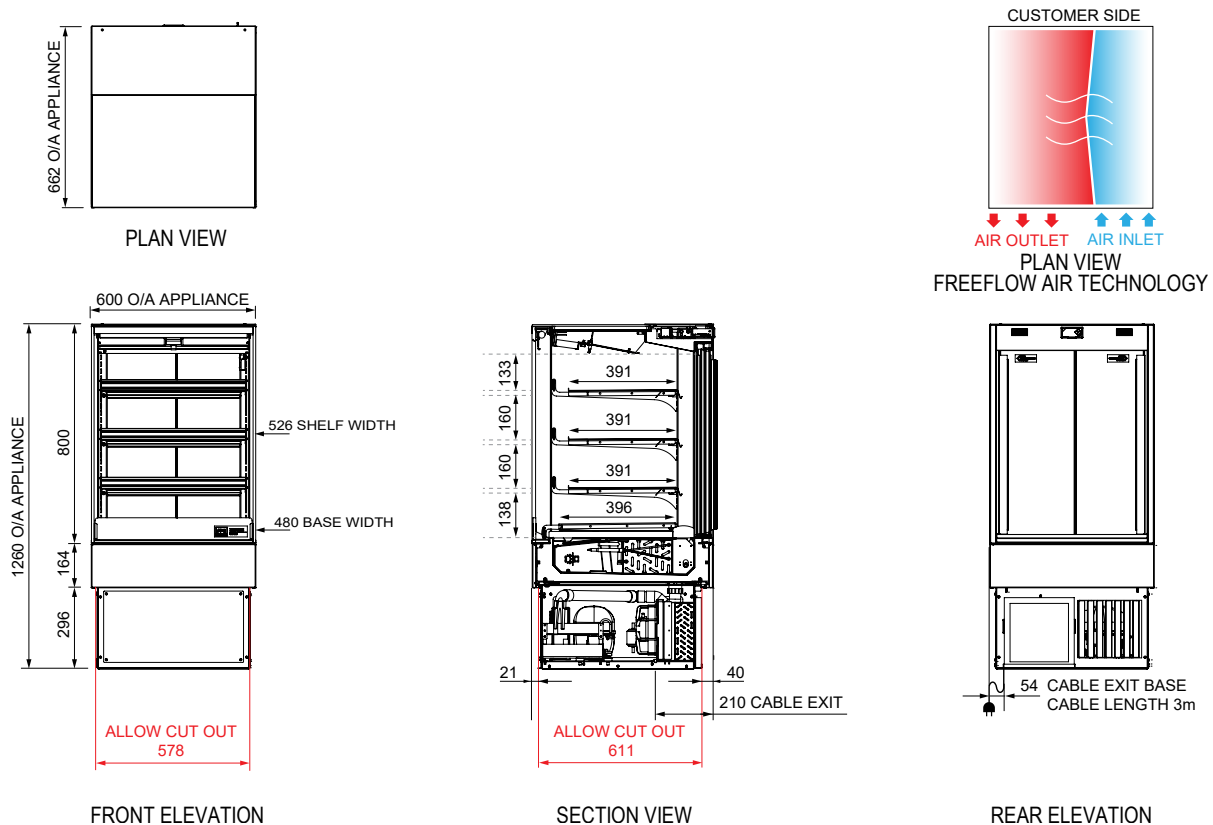 662 O/A APPLIANCE
PLAN VIEW
CUSTOMER SIDE
AIR OUTLET
AIR INLET
PLAN VIEW
FREEFLOW AIR TECHNOLOGY
600 O/A APPLIANCE
1260 O/A APPLIANCE
800
164
296
526 SHELF WIDTH
480 BASE WIDTH
ALLOW CUT OUT
578
FRONT ELEVATION
133
160
160
138
391
391
391
396
21
40
210 CABLE EXIT
ALLOW CUT OUT
611
SECTION VIEW
54 CABLE EXIT BASE
CABLE LENGTH 3m
REAR ELEVATION